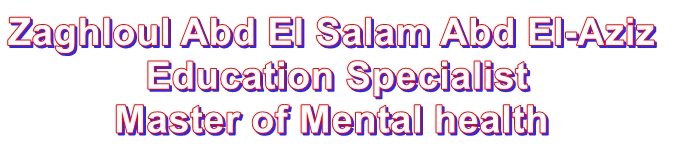 Zaghloul Abd El Salam Abd El-Aziz
Education Specialist
Master of Mental health